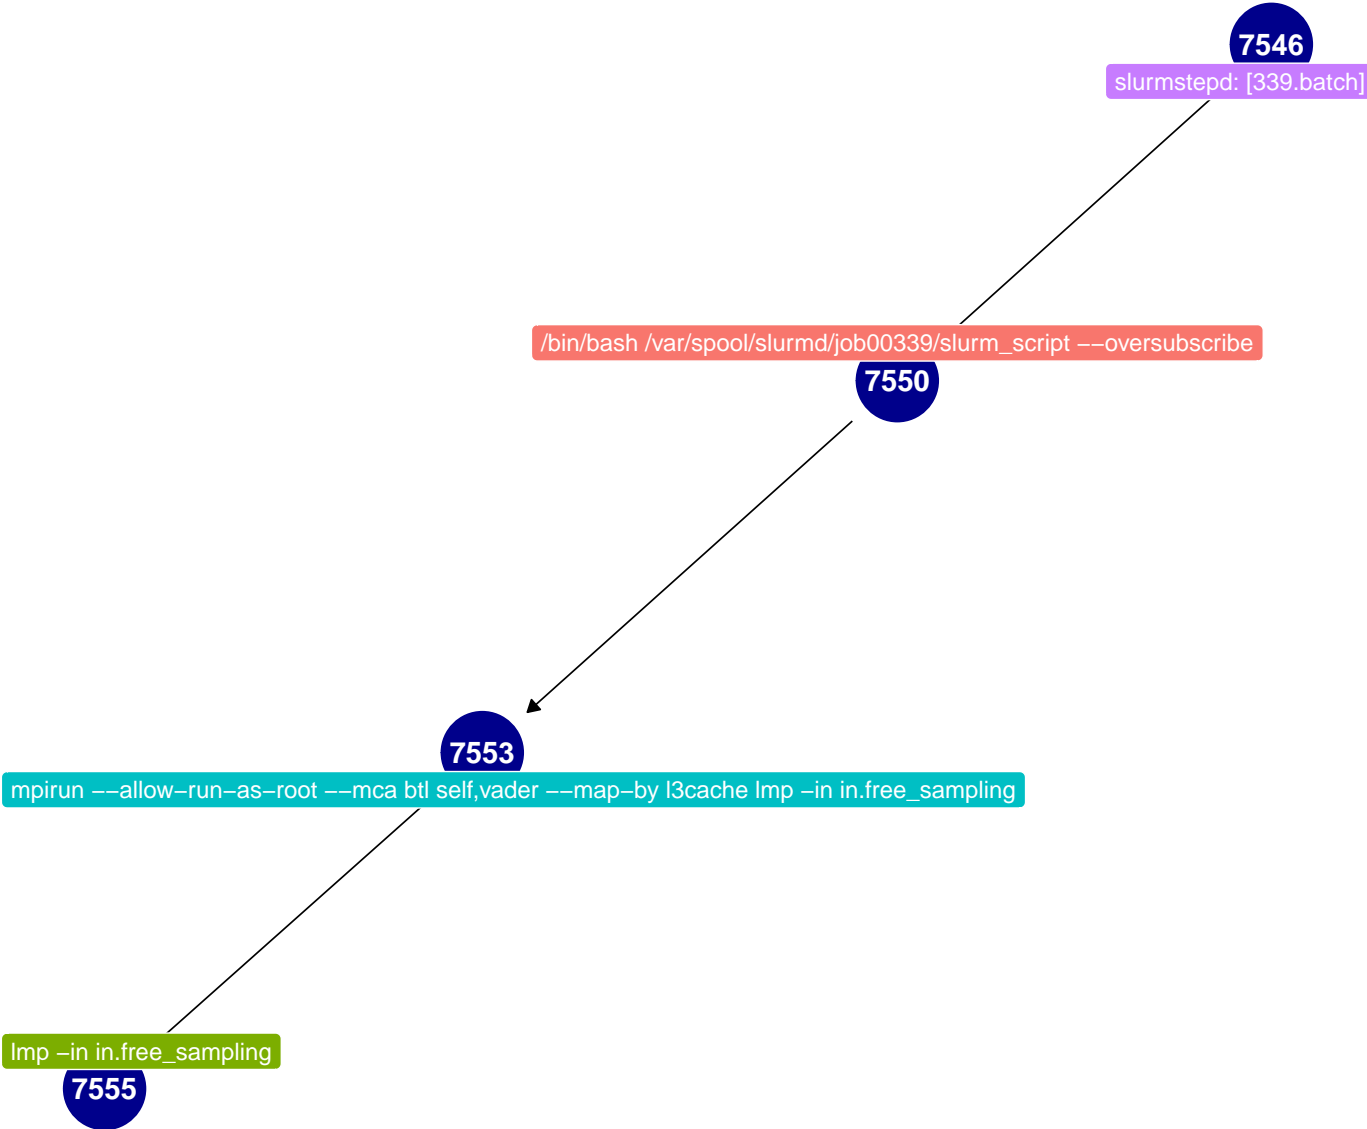 7546
slurmstepd: [339.batch]
/bin/bash /var/spool/slurmd/job00339/slurm_script −−oversubscribe
7550
7553
mpirun −−allow−run−as−root −−mca btl self,vader −−map−by l3cache lmp −in in.free_sampling
lmp −in in.free_sampling
7555